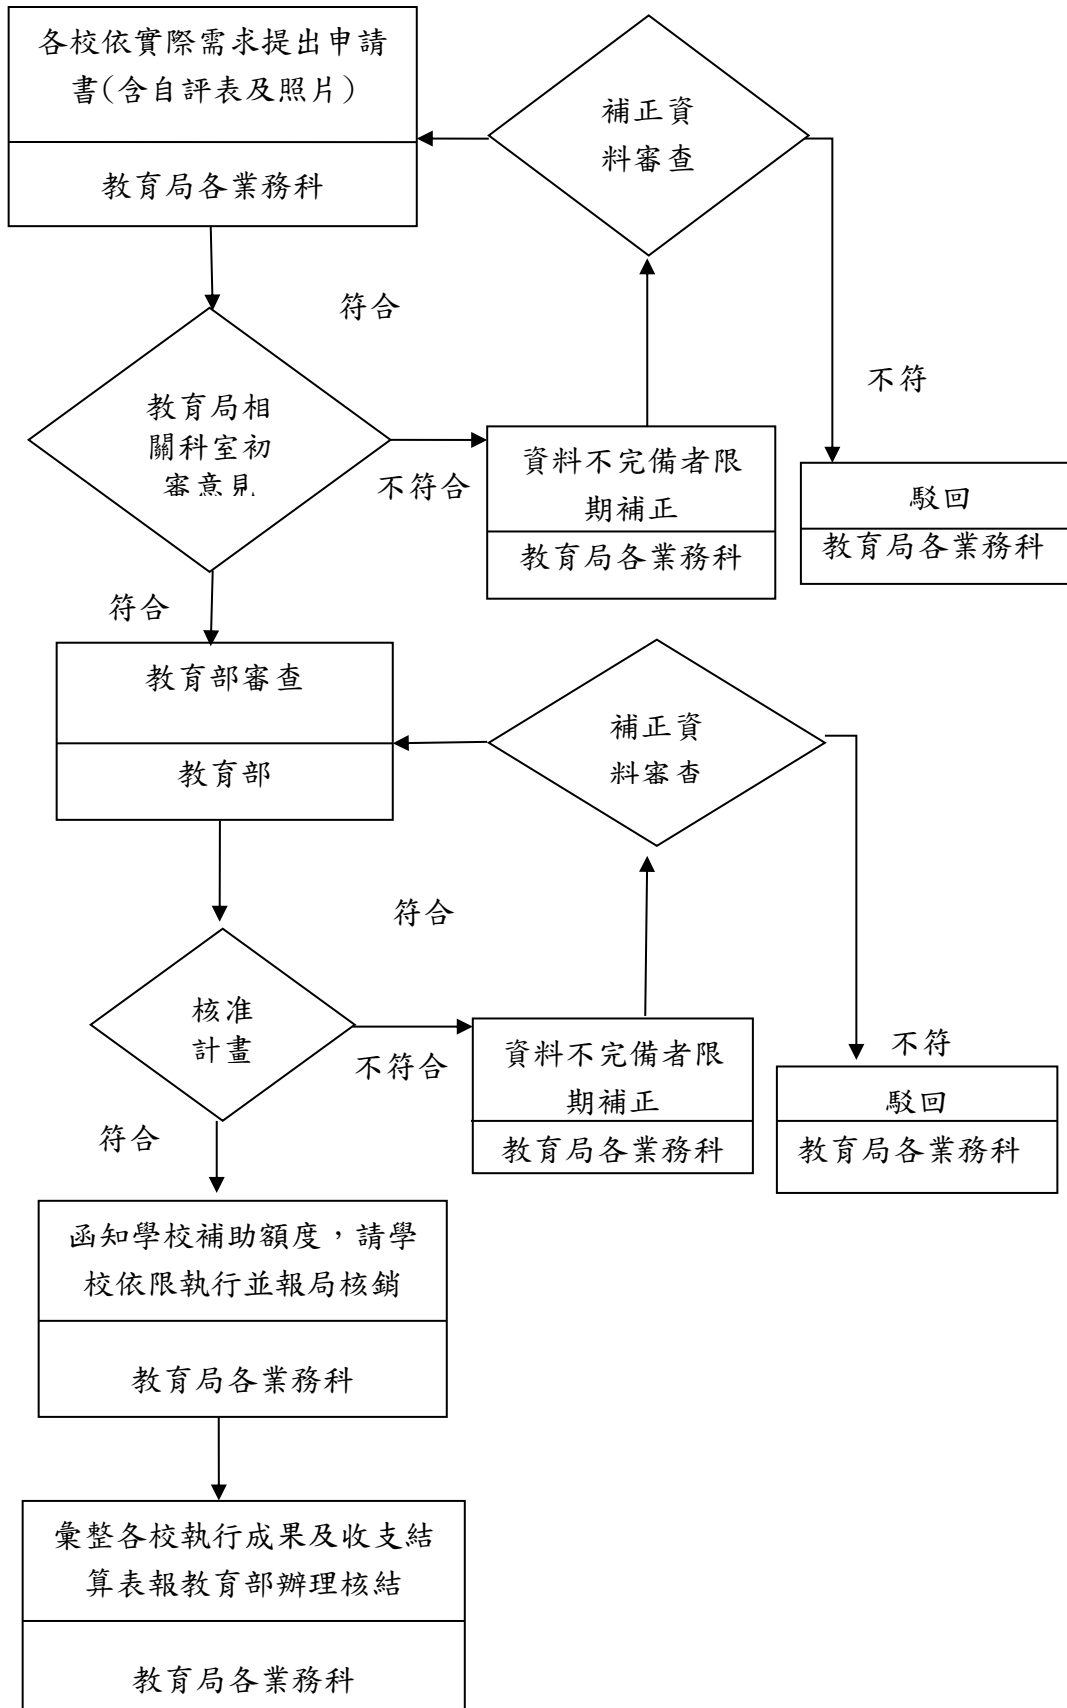 各校依實際需求提出申請
書(含自評表及照片)
教育局各業務科
補正資
料審查
符合
不符
教育局相
關科室初
審意見
不符合
資料不完備者限
期補正
教育局各業務科
駁回
教育局各業務科
符合
教育部審查
教育部
補正資
料審查
符合
不符
核准
計畫
不符合
資料不完備者限
期補正
教育局各業務科
駁回
教育局各業務科
符合
函知學校補助額度，請學
校依限執行並報局核銷
教育局各業務科
彙整各校執行成果及收支結
算表報教育部辦理核結
教育局各業務科